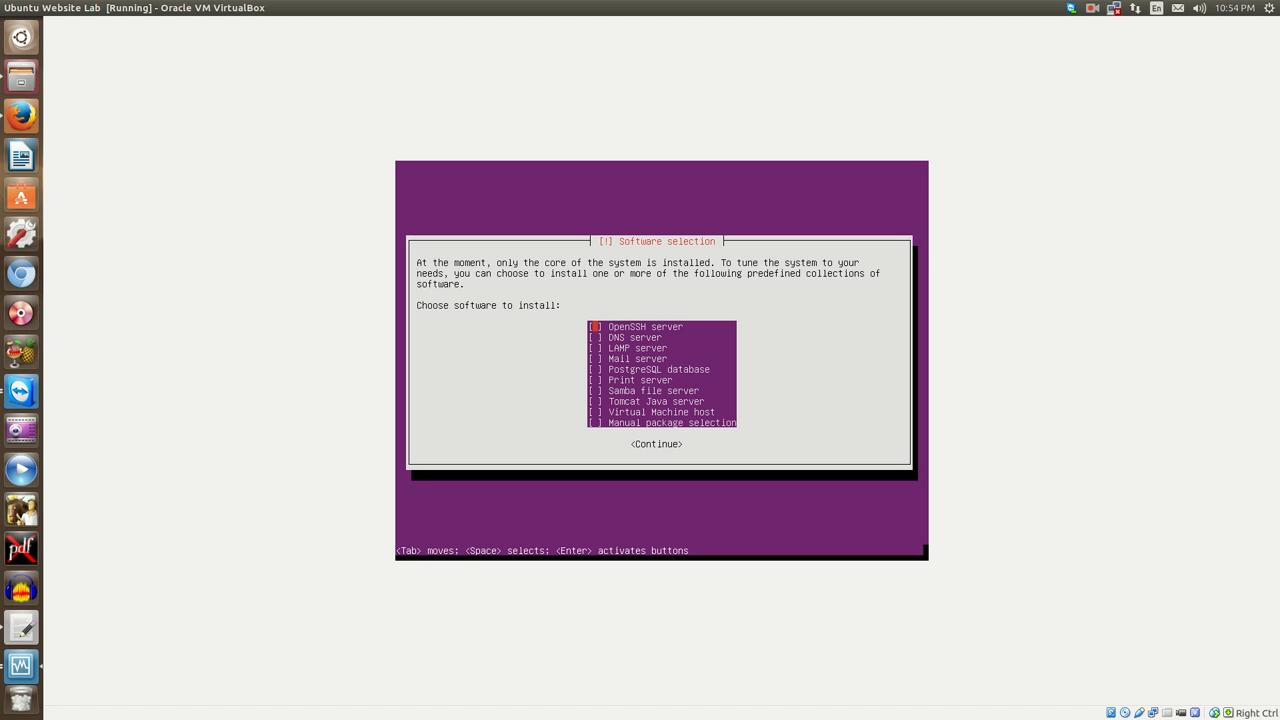 Ubuntu Website Lab [Running] - Oracle VM VirtualBox
En
10:54 PM
[!] Software selection
At the moment, only the core of the system is installed. To tune the system to your
needs, you can choose to install one or more of the following predefined collections of
software.
Choose software to install:
[ ] OpenSSH server
[ ] DNS server
[ ] LAMP server
[ ] Mail server
[ ] PostgreSQL database
[ ] Print server
[ ] Samba file server
[ ] Tomcat Java server
[ ] Virtual Machine host
[ ] Manual package selection
<Continue>
<Tab> moves; <Space> selects; <Enter> activates buttons
pdf
Right Ctrl